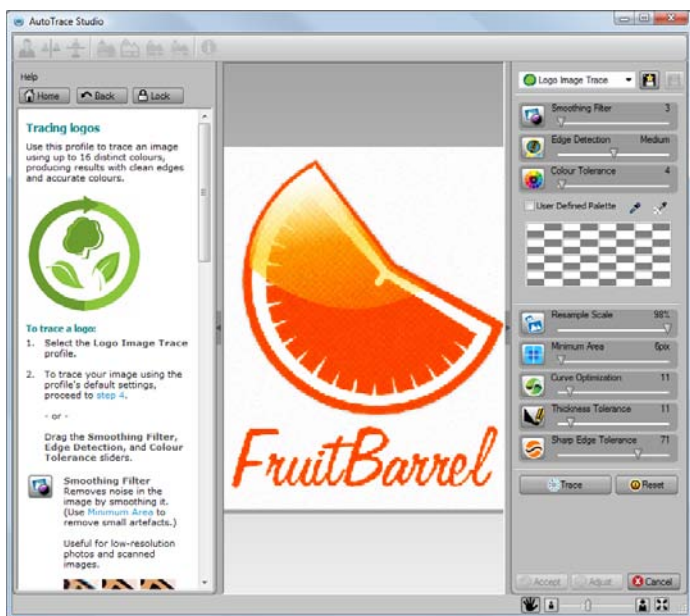 AutoTrace Studio
Help
Home
Back
Lock
Tracing logos
Use this profile to trace an image
using up to 16 distinct colours,
producing results with clean edges
and accurate colours.
To trace a logo:
1. Select the Logo Image Trace
profile.
2. To trace your image using the
profile's default settings,
proceed to step 4.
- or -
Drag the Smoothing Filter,
Edge Detection, and Colour
Tolerance sliders.
Smoothing Filter
Removes noise in the
image by smoothing it.
(Use Minimum Area to
remove small artefacts.)
Useful for low-resolution
photos and scanned
images.
FruitBarrel
Logo Image Trace
Smoothing Filter 3
Edge Detection Medium
Colour Tolerance 4
User Defined Palette
Resample Scale 98%
Minimum Area 6pix
Curve Optimization 11
Thickness Tolerance 11
Sharp Edge Tolerance 71
Trace
Reset
Accept
Adjust
Cancel